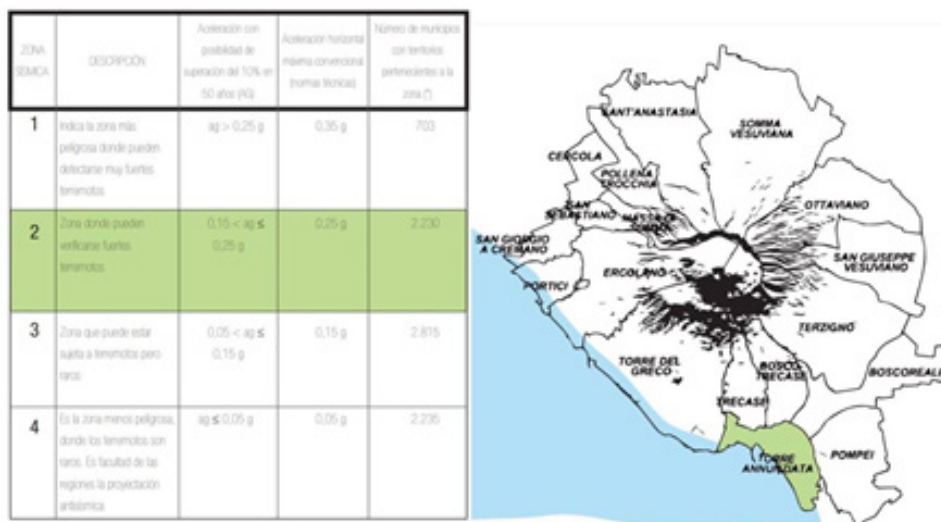 ZONA
SÍSMICA
DESCRIPCIÓN
Aceleración con
posibilidad de
superación del 10% en
50 años (AG)
Aceleración horizontal
máxima convencional
(normas técnicas)
Número de municipios
con territorios
pertenecientes a la
zona (*)
1
Indica la zona más
peligrosa donde pueden
detectarse muy fuertes
terremotos
ag > 0,25 g
0,35 g
703
2
Zona donde pueden
verificarse fuertes
terremotos
0,15 < ag ≤
0,25 g
0,25 g
2.230
3
Zona que puede estar
sujeta a terremotos pero
raros
0,05 < ag ≤
0,15 g
0,15 g
2.815
4
Es la zona menos peligrosa,
donde los terremotos son
raros. Es facultad de las
regiones la proyectación
antisísmica
ag ≤ 0,05 g
0,05 g
2.235
SANT'ANASTASIA
SOMMA
VESUVIANA
CERCOLA
POLLENA
TROCCHIA
OTTAVIANO
SAN
SEBASTIANO
MASSA DI
SAN GIORGIO
A CREMANO
SAN GIUSEPPE
VESUVIANO
ERCOLANO
PORTICI
TERZIGNO
TORRE DEL
GRECO
BOSCO
TRECASE
BOSCOREALE
TRECASE
TORRE
ANNUNZIATA
POMPEI